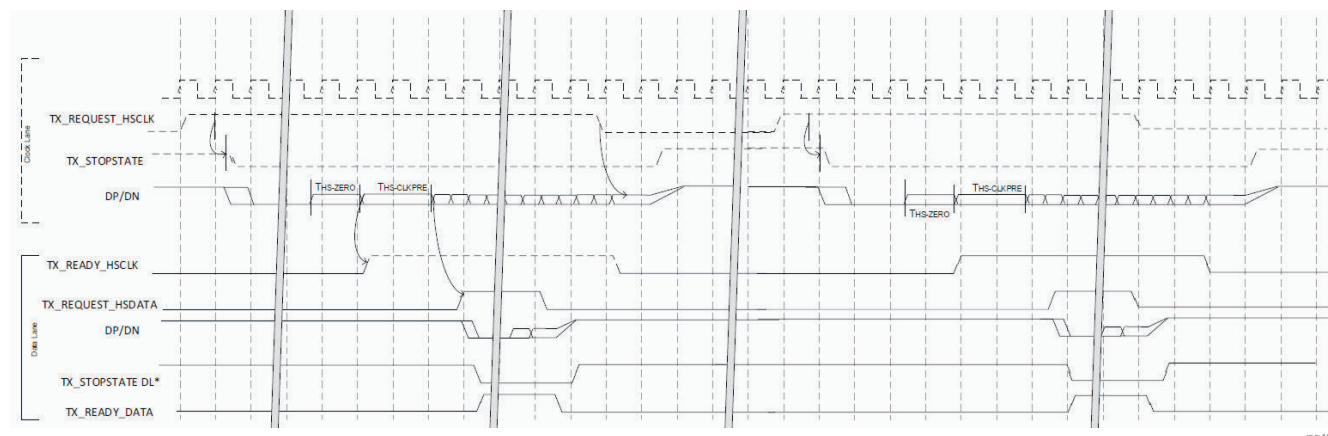 Clock Lane
TX_REQUEST_HSCLK
TX_STOPSTATE
DP/DN
THS-ZERO
THS-CLKPRE
THS-ZERO
THS-CLKPRE
Data Lane
TX_READY_HSCLK
TX_REQUEST_HSDATA
DP/DN
TX_STOPSTATE DL*
TX_READY_DATA